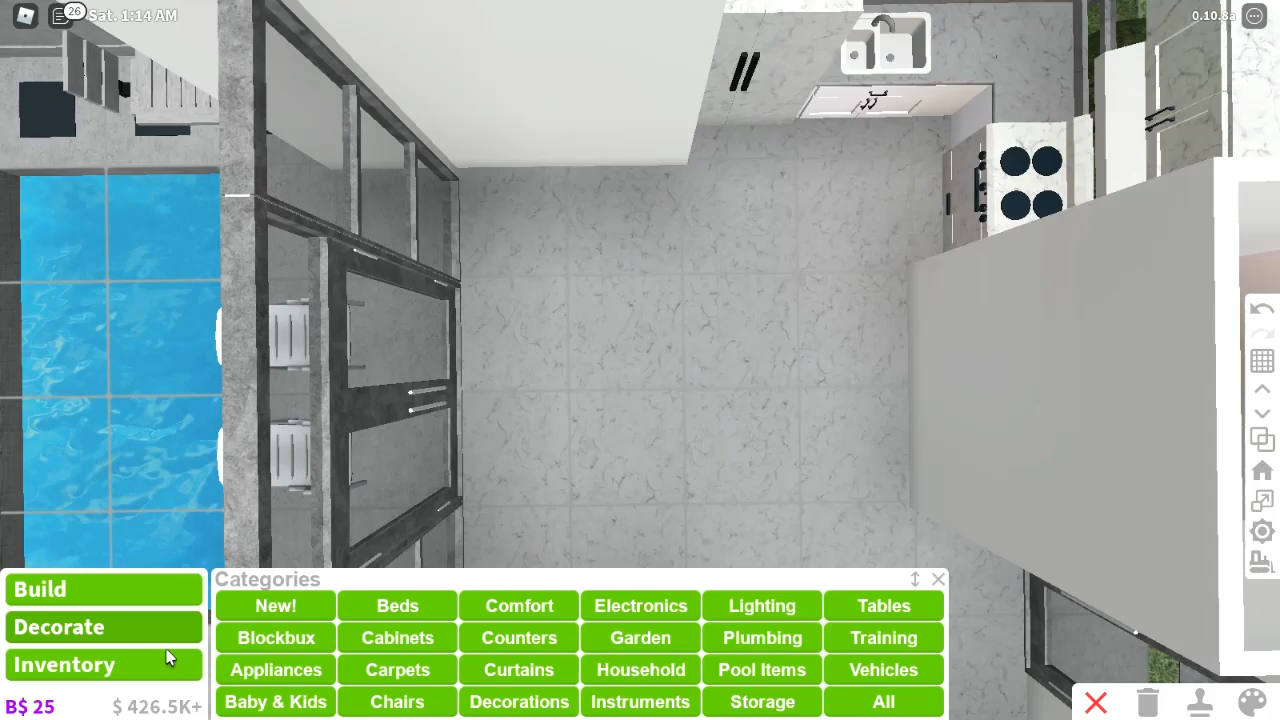 26
Sat. 1:14 AM
0.10.8a
Build
Decorate
Inventory
B$ 25
$ 426.5K+
Categories
New!
Beds
Comfort
Electronics
Lighting
Tables
Blockbux
Cabinets
Counters
Garden
Plumbing
Training
Appliances
Carpets
Curtains
Household
Pool Items
Vehicles
Baby & Kids
Chairs
Decorations
Instruments
Storage
All